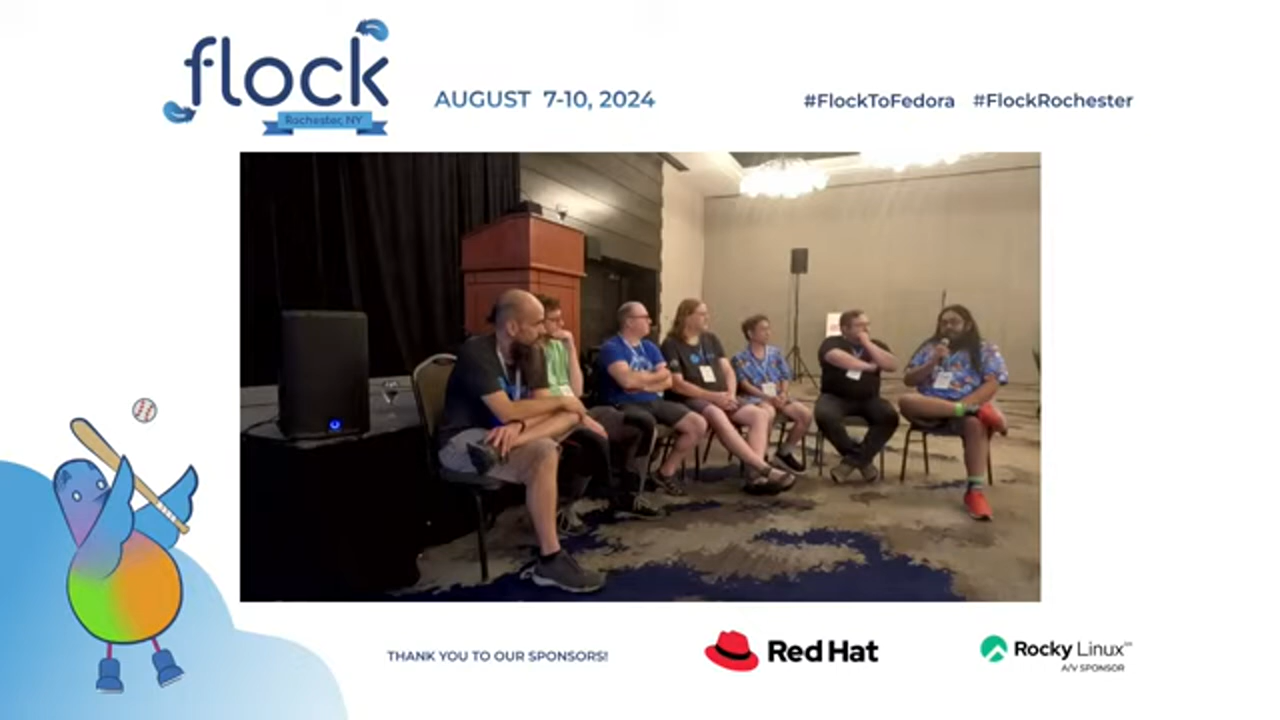 flock
Rochester, NY
AUGUST 7-10, 2024
#FlockToFedora #FlockRochester
THANK YOU TO OUR SPONSORS!
Red Hat
Rocky Linux
A/V SPONSOR